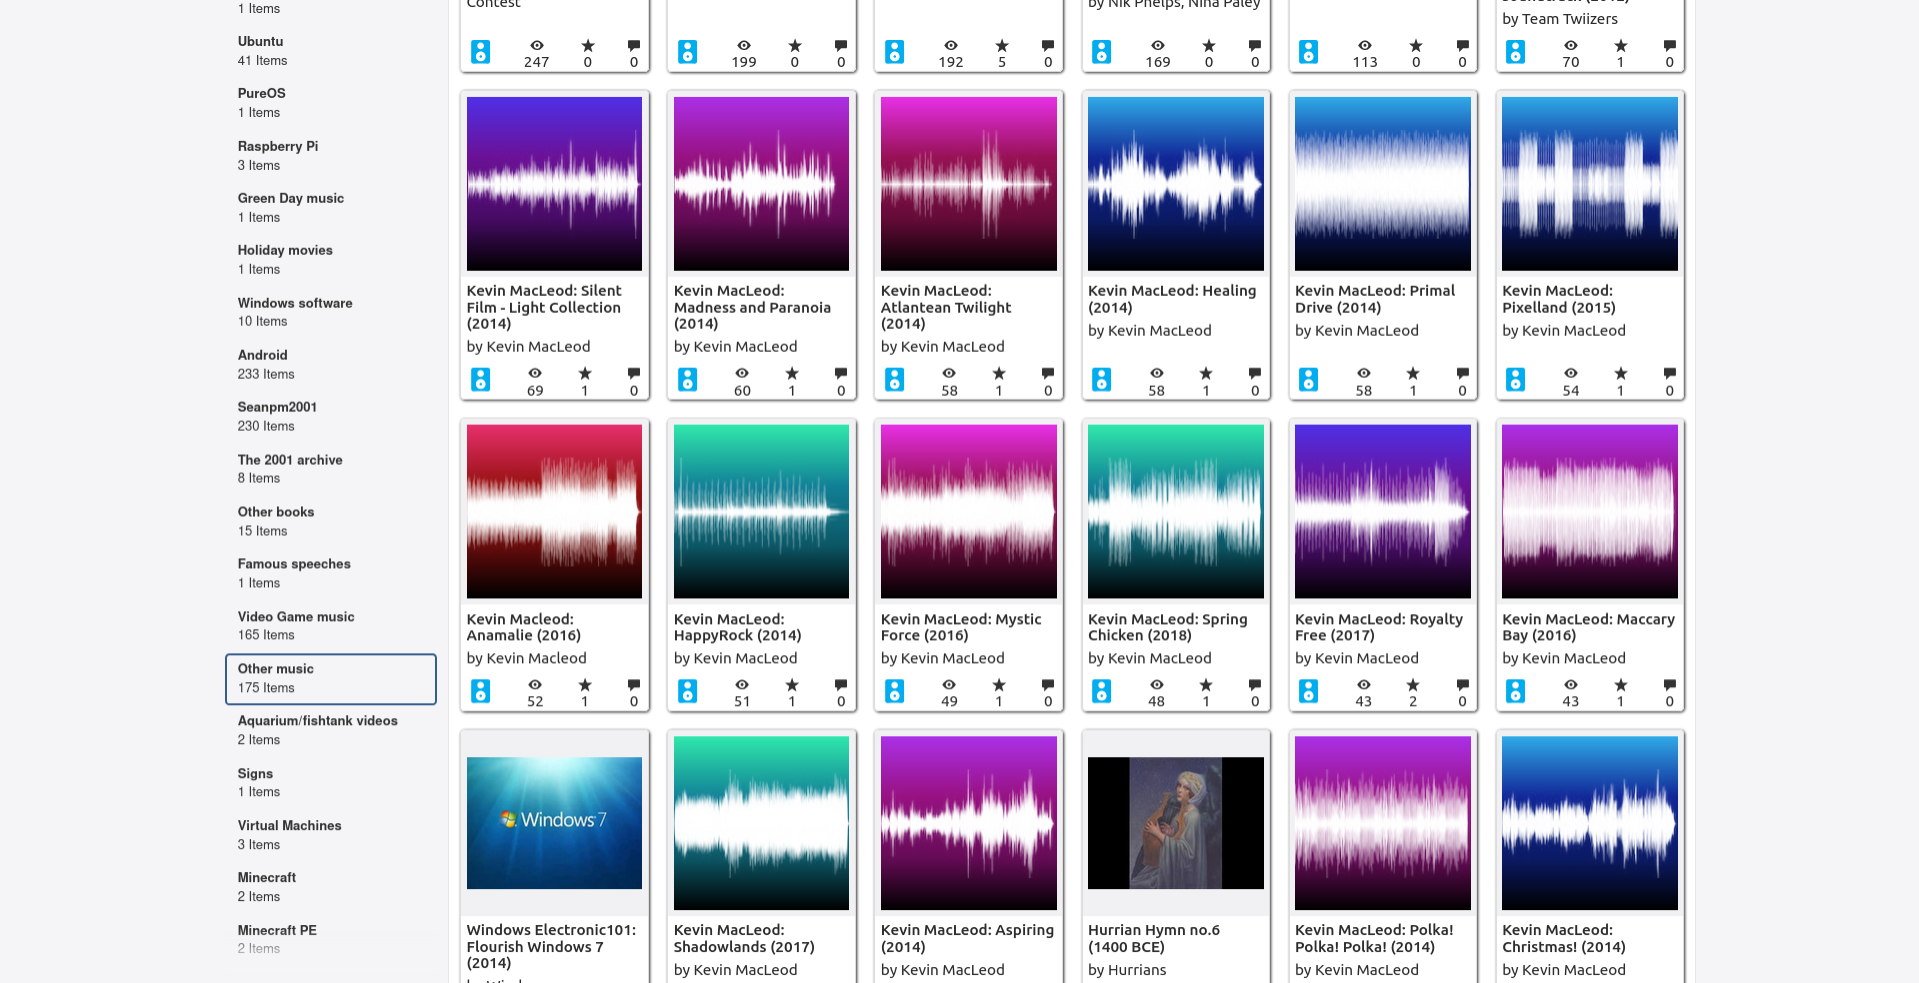 1 Items
Ubuntu
41 Items
PureOS
1 Items
Raspberry Pi
3 Items
Green Day music
1 Items
Holiday movies
1 Items
Windows software
10 Items
Android
233 Items
Seanpm2001
230 Items
The 2001 archive
8 Items
Other books
15 Items
Famous speeches
1 Items
Video Game music
165 Items
Other music
175 Items
Aquarium/fishtank videos
2 Items
Signs
1 Items
Virtual Machines
3 Items
Minecraft
2 Items
Minecraft PE
2 Items
Contest
247 0 0
199 0 0
192 5 0
by Nik Phelps, Nina Paley
169 0 0
113 0 0
by Team Twiizers
70 1 0
Kevin MacLeod: Silent
Film - Light Collection
(2014)
by Kevin MacLeod
69 1 0
Kevin MacLeod:
Madness and Paranoia
(2014)
by Kevin MacLeod
60 1 0
Kevin MacLeod:
Atlantean Twilight
(2014)
by Kevin MacLeod
58 1 0
Kevin MacLeod: Healing
(2014)
by Kevin MacLeod
58 1 0
Kevin MacLeod: Primal
Drive (2014)
by Kevin MacLeod
58 1 0
Kevin MacLeod:
Pixelland (2015)
by Kevin MacLeod
54 1 0
Kevin Macleod:
Anamalie (2016)
by Kevin Macleod
52 1 0
Kevin MacLeod:
HappyRock (2014)
by Kevin MacLeod
51 1 0
Kevin MacLeod: Mystic
Force (2016)
by Kevin MacLeod
49 1 0
Kevin MacLeod: Spring
Chicken (2018)
by Kevin MacLeod
48 1 0
Kevin MacLeod: Royalty
Free (2017)
by Kevin MacLeod
43 2 0
Kevin MacLeod: Maccary
Bay (2016)
by Kevin MacLeod
43 1 0
Windows 7
Windows Electronic101:
Flourish Windows 7
(2014)
Kevin MacLeod:
Shadowlands (2017)
by Kevin MacLeod
Kevin MacLeod: Aspiring
(2014)
by Kevin MacLeod
Hurrian Hymn no.6
(1400 BCE)
by Hurrians
Kevin MacLeod: Polka!
Polka! Polka! (2014)
by Kevin MacLeod
Kevin MacLeod:
Christmas! (2014)
by Kevin MacLeod